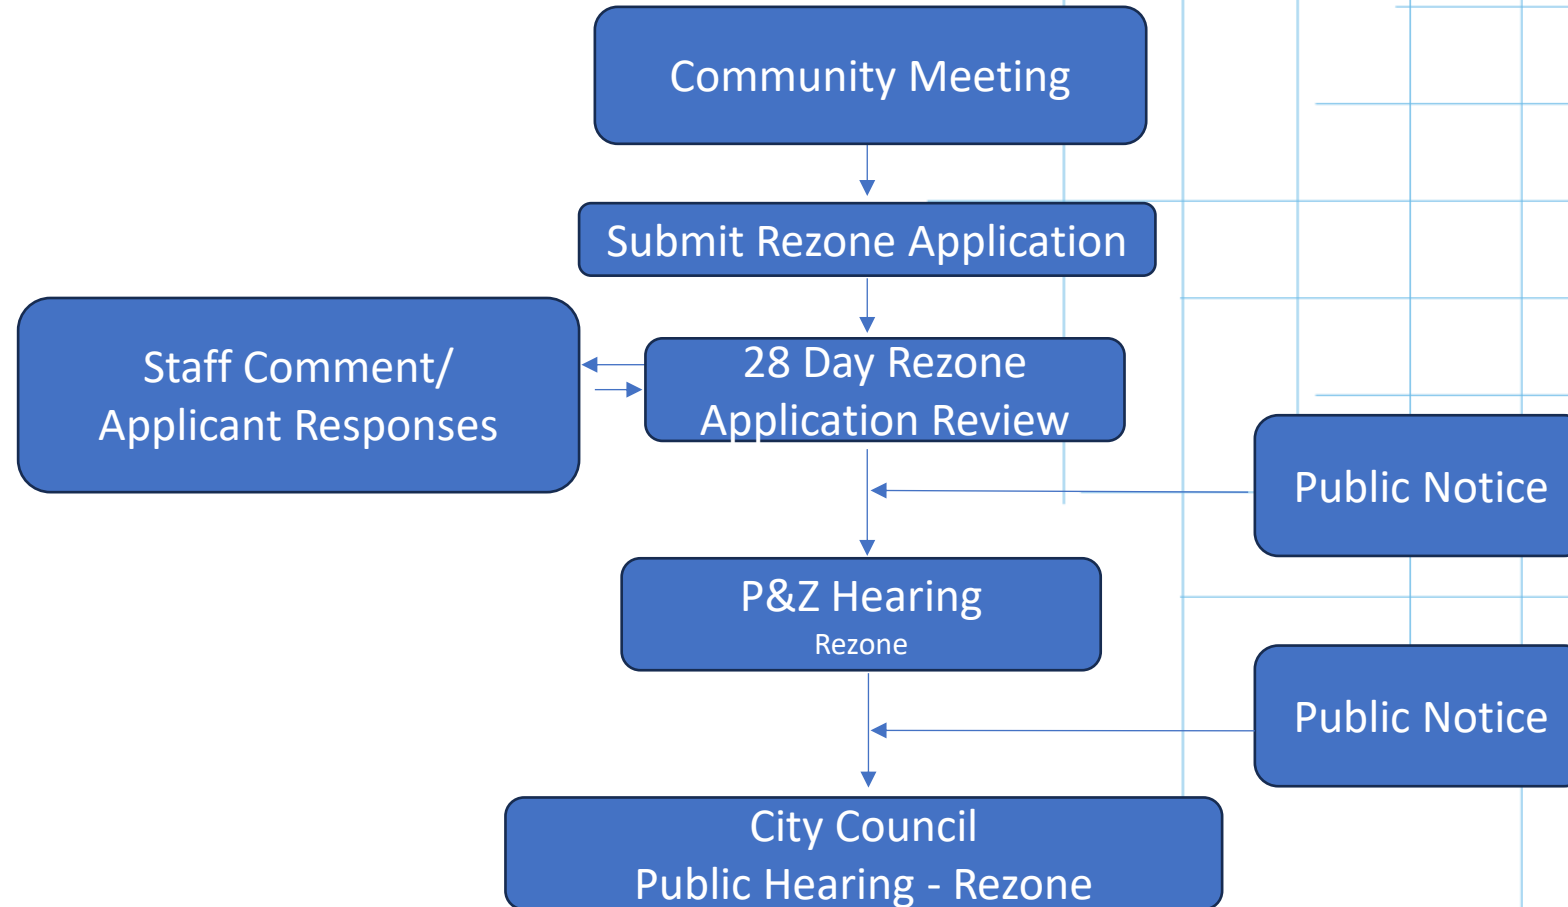 Community Meeting
Submit Rezone Application
28 Day Rezone
Application Review
Staff Comment/
Applicant Responses
Public Notice
P&Z Hearing
Rezone
Public Notice
City Council
Public Hearing - Rezone